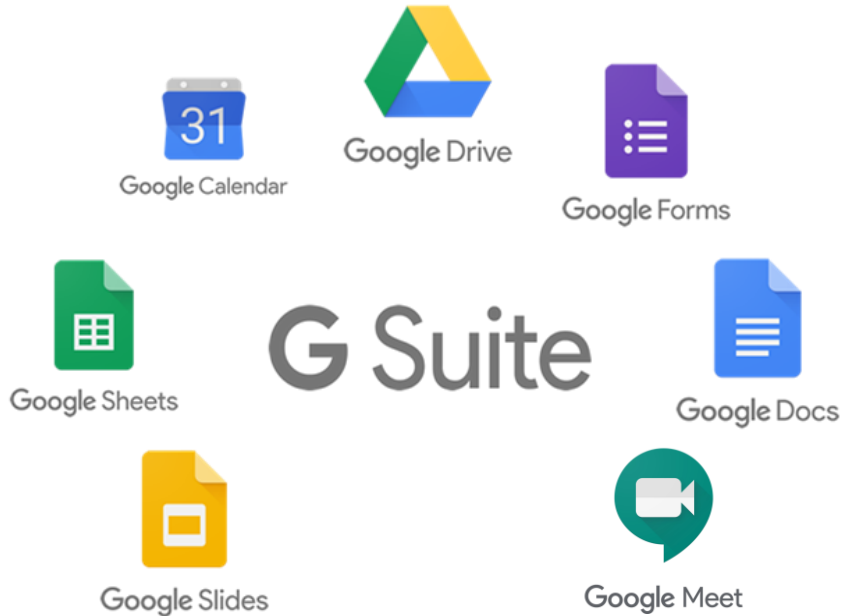 Google Drive
31
Google Calendar
Google Forms
Google Sheets
G Suite
Google Docs
Google Slides
Google Meet